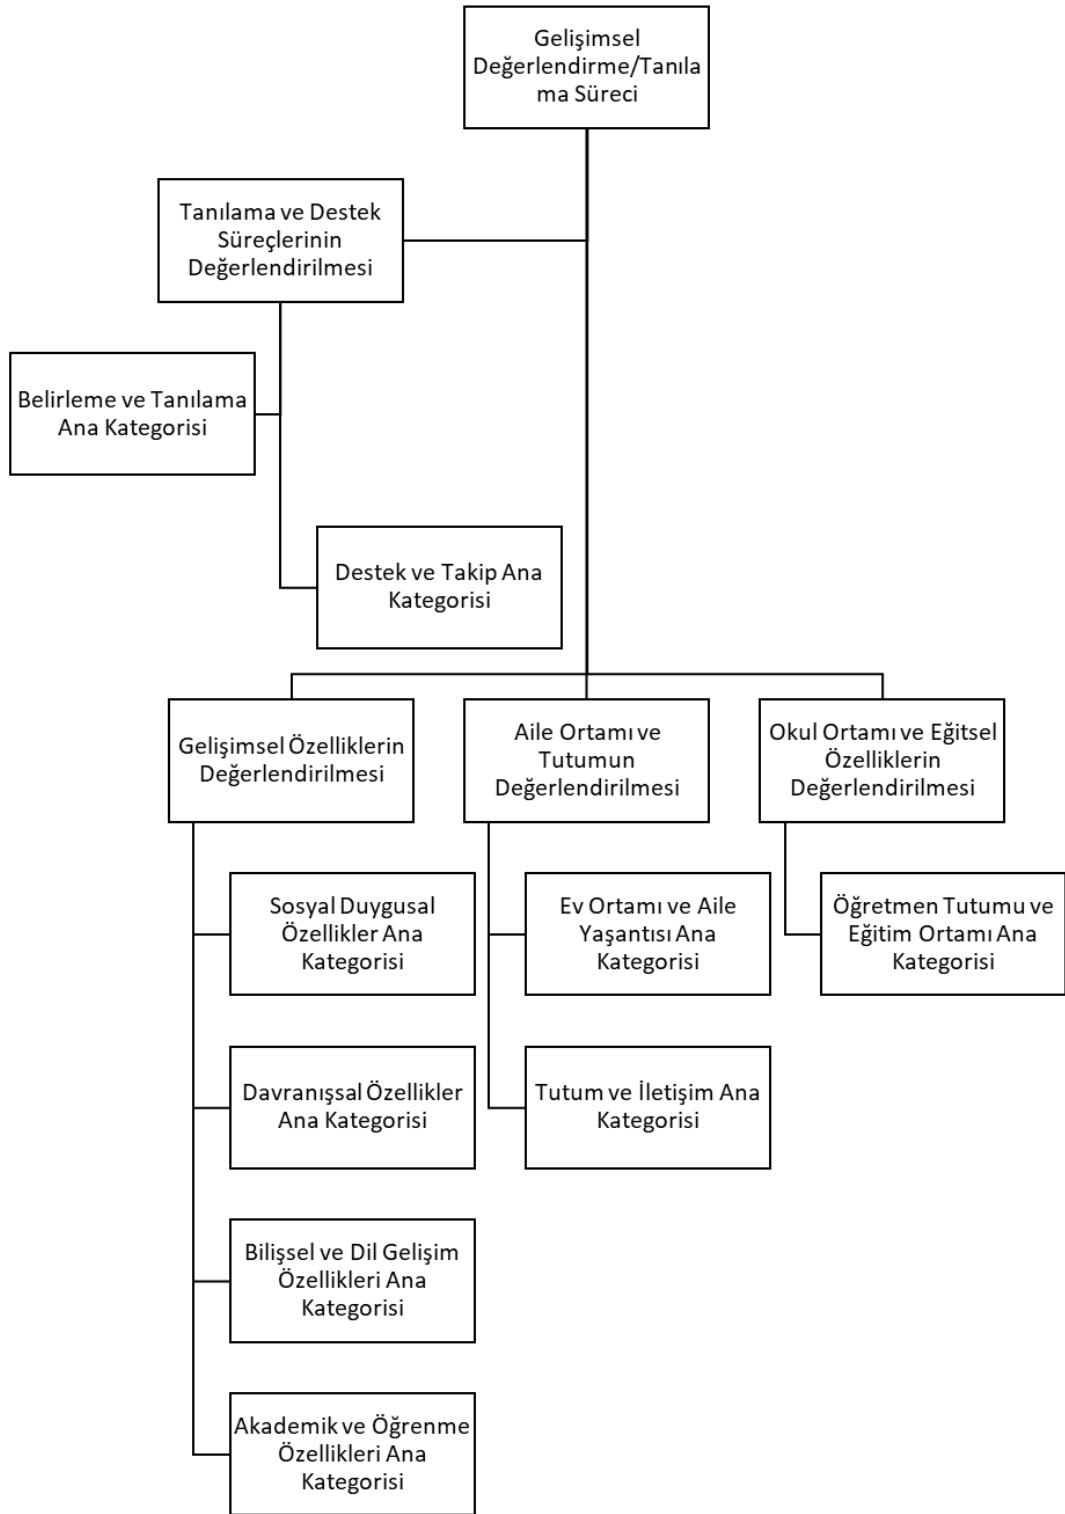 Gelişimsel
Değerlendirme/Tanıla
ma Süreci
Tanılama ve Destek
Süreçlerinin
Değerlendirilmesi
Belirleme ve Tanılama
Ana Kategorisi
Destek ve Takip Ana
Kategorisi
Gelişimsel Özelliklerin
Değerlendirilmesi
Aile Ortamı ve
Tutumun
Değerlendirilmesi
Okul Ortamı ve Eğitsel
Özelliklerin
Değerlendirilmesi
Sosyal Duygusal
Özellikler Ana
Kategorisi
Ev Ortamı ve Aile
Yaşantısı Ana
Kategorisi
Öğretmen Tutumu ve
Eğitim Ortamı Ana
Kategorisi
Davranışsal Özellikler
Ana Kategorisi
Tutum ve İletişim Ana
Kategorisi
Bilişsel ve Dil Gelişim
Özellikleri Ana
Kategorisi
Akademik ve Öğrenme
Özellikleri Ana
Kategorisi